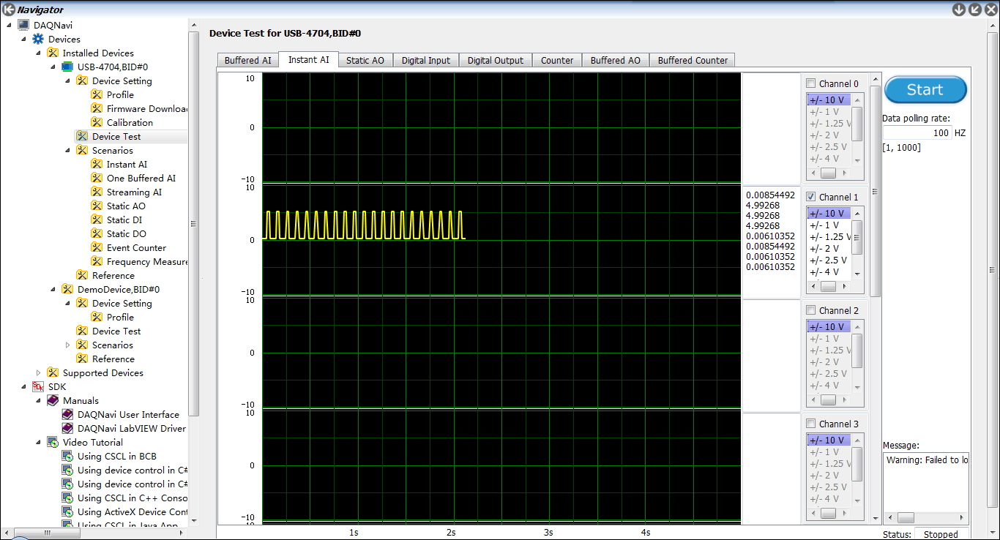 Navigator
DAQNavi
Devices
Installed Devices
USB-4704,BID#0
Device Setting
Profile
Firmware Downloa
Calibration
Device Test
Scenarios
Instant AI
One Buffered AI
Streaming AI
Static AO
Static DI
Static DO
Event Counter
Frequency Measure
Reference
DemoDevice,BID#0
Device Setting
Profile
Device Test
Scenarios
Reference
Supported Devices
SDK
SDK
Manuals
DAQNavi User Interface
DAQNavi LabVIEW Driver
Video Tutorial
Using CSCL in BCB
Using device control in C#
Using device control in C#
Using CSCL in C++ Conso
Using ActiveX Device Cont
Using CSCL in Java App
Device Test for USB-4704,BID#0
Buffered AI Instant AI Static AO Digital Input Digital Output Counter Buffered AO Buffered Counter
10
0
-10
10
0
-10
10
0
-10
10
0
-10
10
1s 2s 3s 4s
0.00854492
4.99268
4.99268
4.99268
0.00610352
0.00854492
0.00610352
0.00610352
Channel 0
+/- 10 V
+/- 1 V
+/- 1.25 V
+/- 2 V
+/- 2.5 V
+/- 4 V
Channel 1
+/- 10 V
+/- 1 V
+/- 1.25 V
+/- 2 V
+/- 2.5 V
+/- 4 V
Channel 2
+/- 10 V
+/- 1 V
+/- 1.25 V
+/- 2 V
+/- 2.5 V
+/- 4 V
Channel 3
+/- 10 V
+/- 1 V
+/- 1.25 V
+/- 2 V
+/- 2.5 V
+/- 4 V
Start
Data polling rate:
100 HZ
[1, 1000]
Message:
Warning: Failed to lo
Status: Stopped